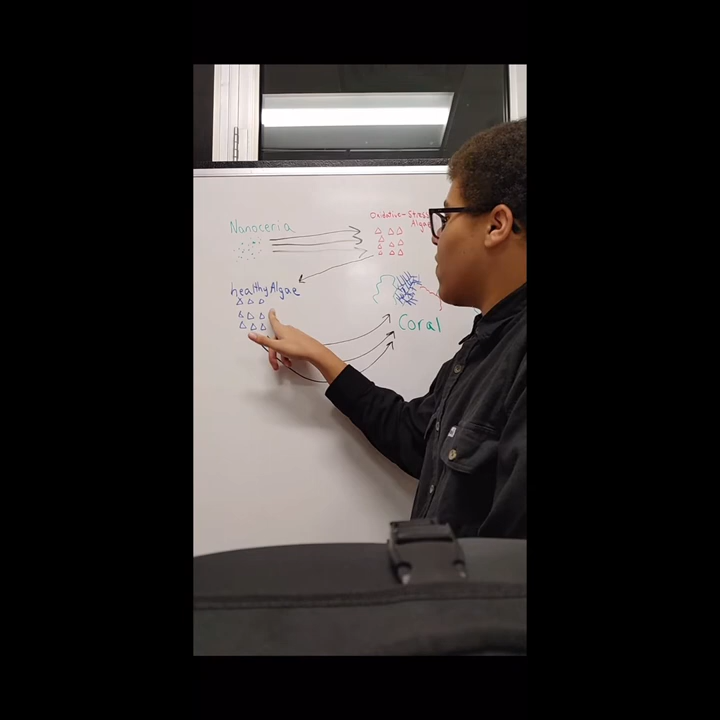 Nanoceria
Oxidative-Stress
Algae
healthy Algae
Coral